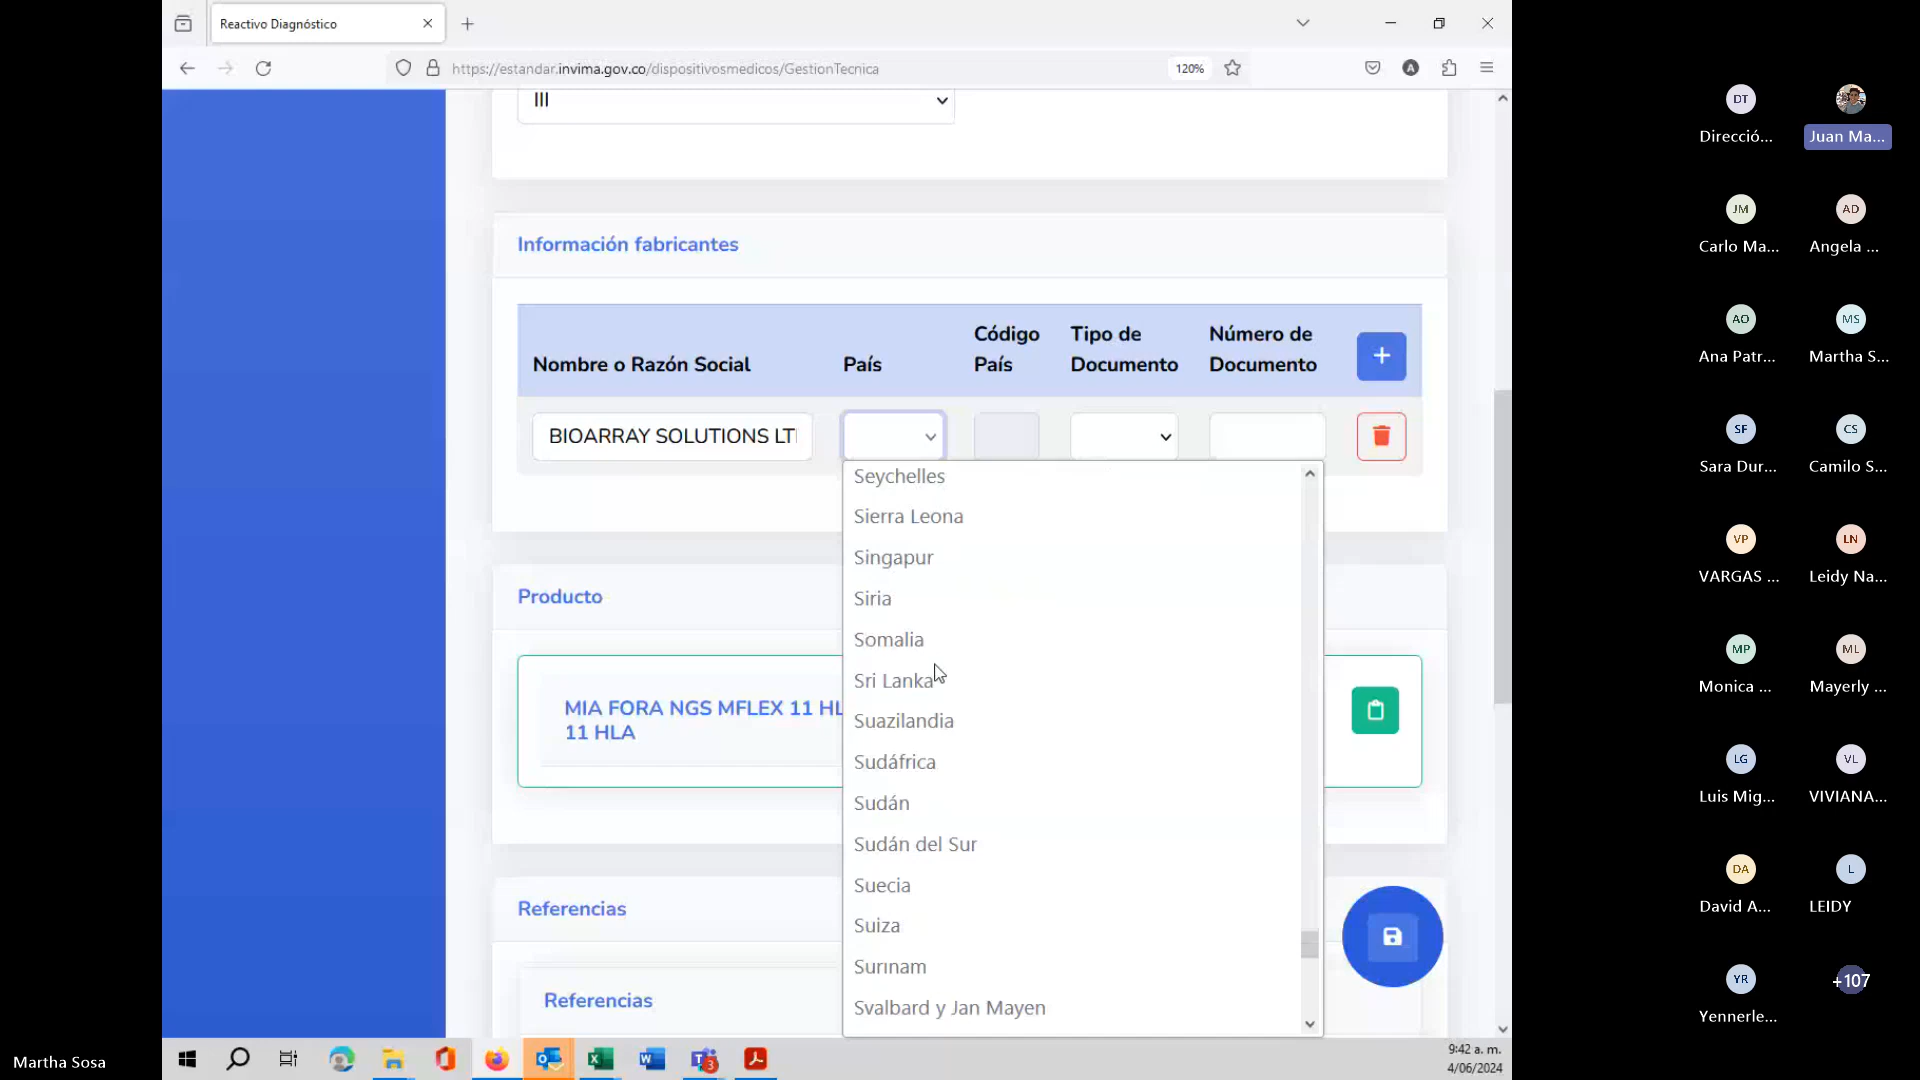 Reactivo Diagnóstico
https://estandar.invima.gov.co/dispositivosmedicos/GestionTecnica
120%
A
III
Información fabricantes
Nombre o Razón Social
País
Código País
Tipo de Documento
Número de Documento
BIOARRAY SOLUTIONS LT
Seychelles
Sierra Leona
Singapur
Siria
Somalia
Sri Lanka
Suazilandia
Sudáfrica
Sudán
Sudán del Sur
Suecia
Suiza
Surinam
Svalbard y Jan Mayen
Producto
MIA FORA NGS MFLEX 11 HL
11 HLA
Referencias
Referencias
9:42 a. m.
4/06/2024
Martha Sosa
DT
Direcció...
Juan Ma...
JM
AD
Carlo Ma...
Angela ...
AO
MS
Ana Patr...
Martha S...
SF
CS
Sara Dur...
Camilo S...
VP
LN
VARGAS ...
Leidy Na...
MP
ML
Monica ...
Mayerly ...
LG
VL
Luis Mig...
VIVIANA...
DA
L
David A...
LEIDY
YR
+107
Yennerle...